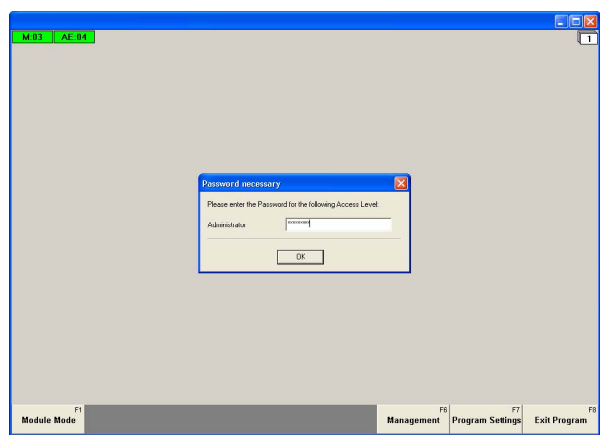 M:03 AE:04
1
Password necessary
Please enter the Password for the following Access Level:
Administrator
********
OK
F1
Module Mode
F6
Management
F7
Program Settings
F8
Exit Program